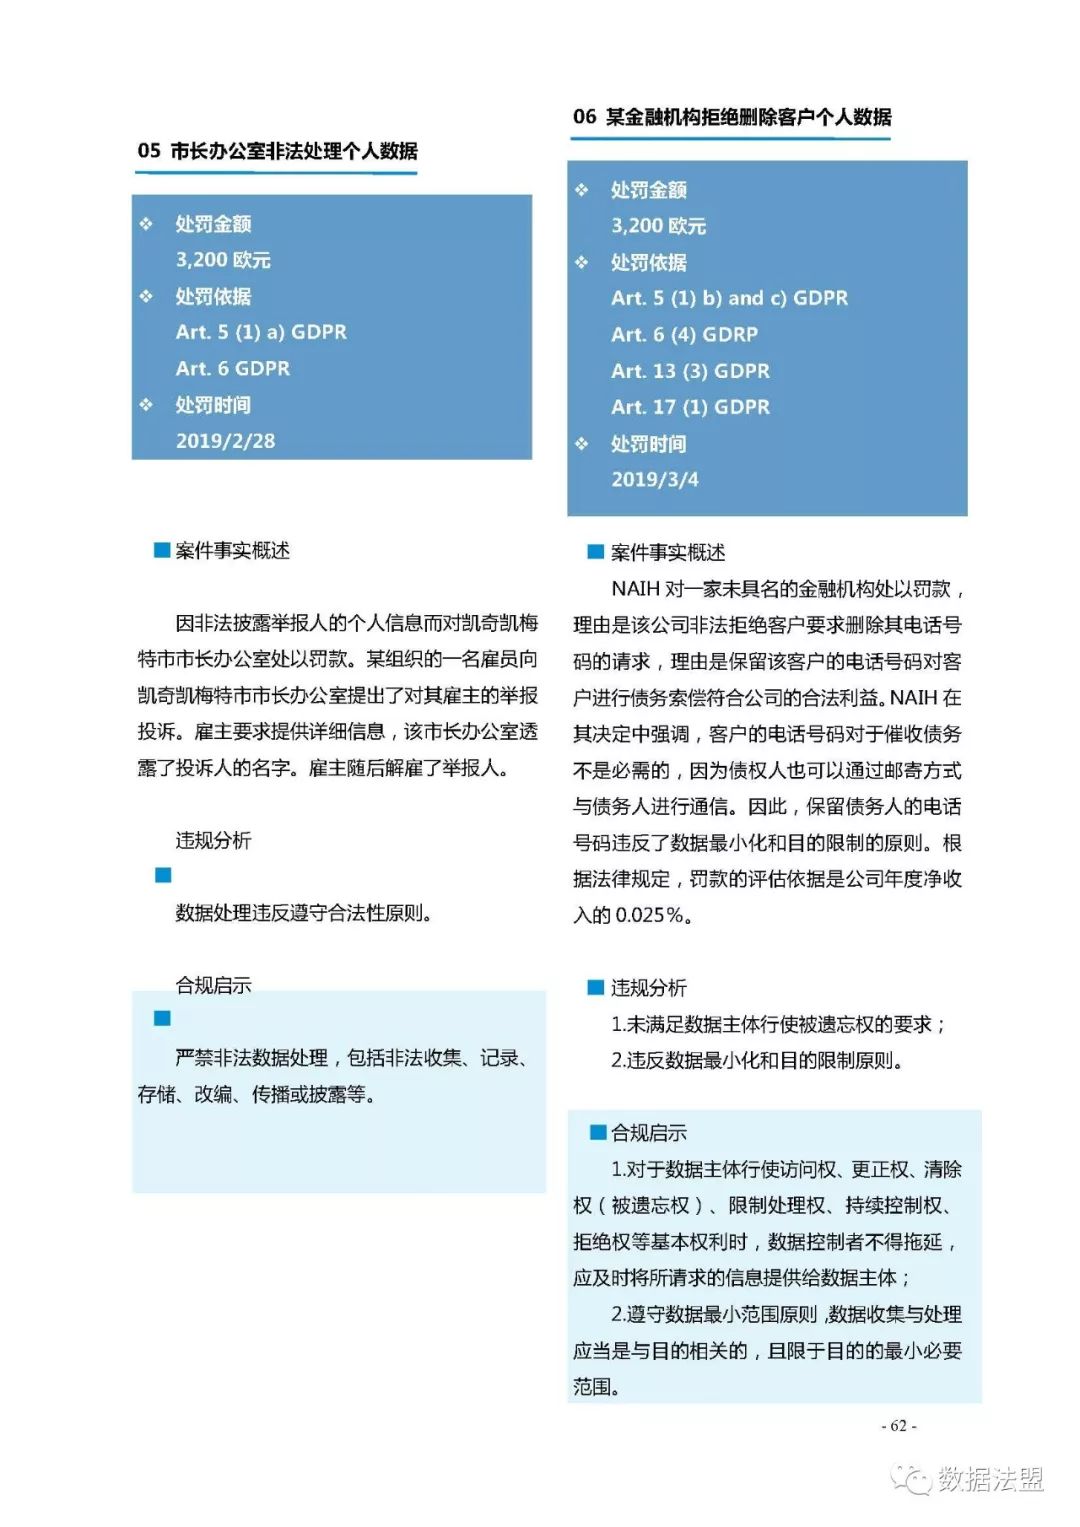 05 市长办公室非法处理个人数据
❖ 处罚金额
3,200 欧元
❖ 处罚依据
Art. 5 (1) a) GDPR
Art. 6 GDPR
❖ 处罚时间
2019/2/28
■ 案件事实概述
因非法披露举报人的个人信息而对凯奇凯梅
特市市长办公室处以罚款。某组织的一名雇员向
凯奇凯梅特市市长办公室提出了对其雇主的举报
投诉。雇主要求提供详细信息，该市长办公室透
露了投诉人的名字。雇主随后解雇了举报人。
违规分析
■
数据处理违反遵守合法性原则。
合规启示
■
严禁非法数据处理，包括非法收集、记录、
存储、改编、传播或披露等。
06 某金融机构拒绝删除客户个人数据
❖ 处罚金额
3,200 欧元
❖ 处罚依据
Art. 5 (1) b) and c) GDPR
Art. 6 (4) GDRP
Art. 13 (3) GDPR
Art. 17 (1) GDPR
❖ 处罚时间
2019/3/4
■ 案件事实概述
NAIH 对一家未具名的金融机构处以罚款，
理由是该公司非法拒绝客户要求删除其电话号
码的请求，理由是保留该客户的电话号码对客
户进行债务索偿符合公司的合法利益。NAIH 在
其决定中强调，客户的电话号码对于催收债务
不是必需的，因为债权人也可以通过邮寄方式
与债务人进行通信。因此，保留债务人的电话
号码违反了数据最小化和目的限制的原则。根
据法律规定，罚款的评估依据是公司年度净收
入的 0.025％。
■ 违规分析
1.未满足数据主体行使被遗忘权的要求；
2.违反数据最小化和目的限制原则。
■ 合规启示
1.对于数据主体行使访问权、更正权、清除
权（被遗忘权）、限制处理权、持续控制权、
拒绝权等基本权利时，数据控制者不得拖延，
应及时将所请求的信息提供给数据主体；
2.遵守数据最小范围原则，数据收集与处理
应当是与目的相关的，且限于目的的最小必要
范围。
- 62 -
数据法盟